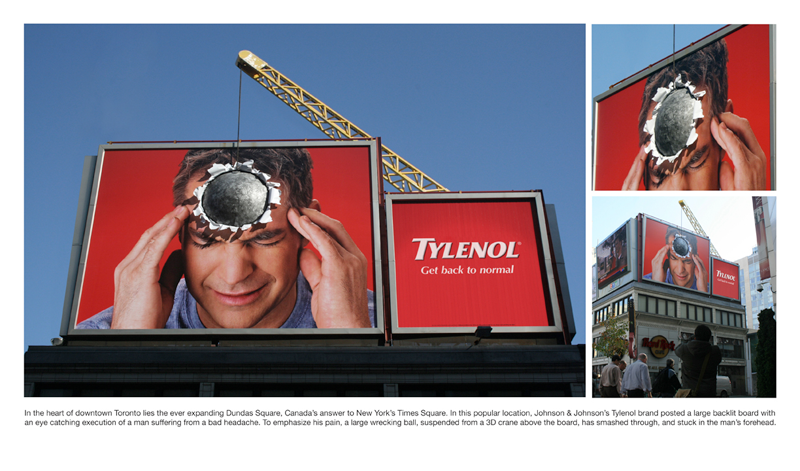 TYLENOL®
Get back to normal
TYLENOL
In the heart of downtown Toronto lies the ever expanding Dundas Square, Canada's answer to New York's Times Square. In this popular location, Johnson & Johnson's Tylenol brand posted a large backlit board with
an eye catching execution of a man suffering from a bad headache. To emphasize his pain, a large wrecking ball, suspended from a 3D crane above the board, has smashed through, and stuck in the man's forehead.